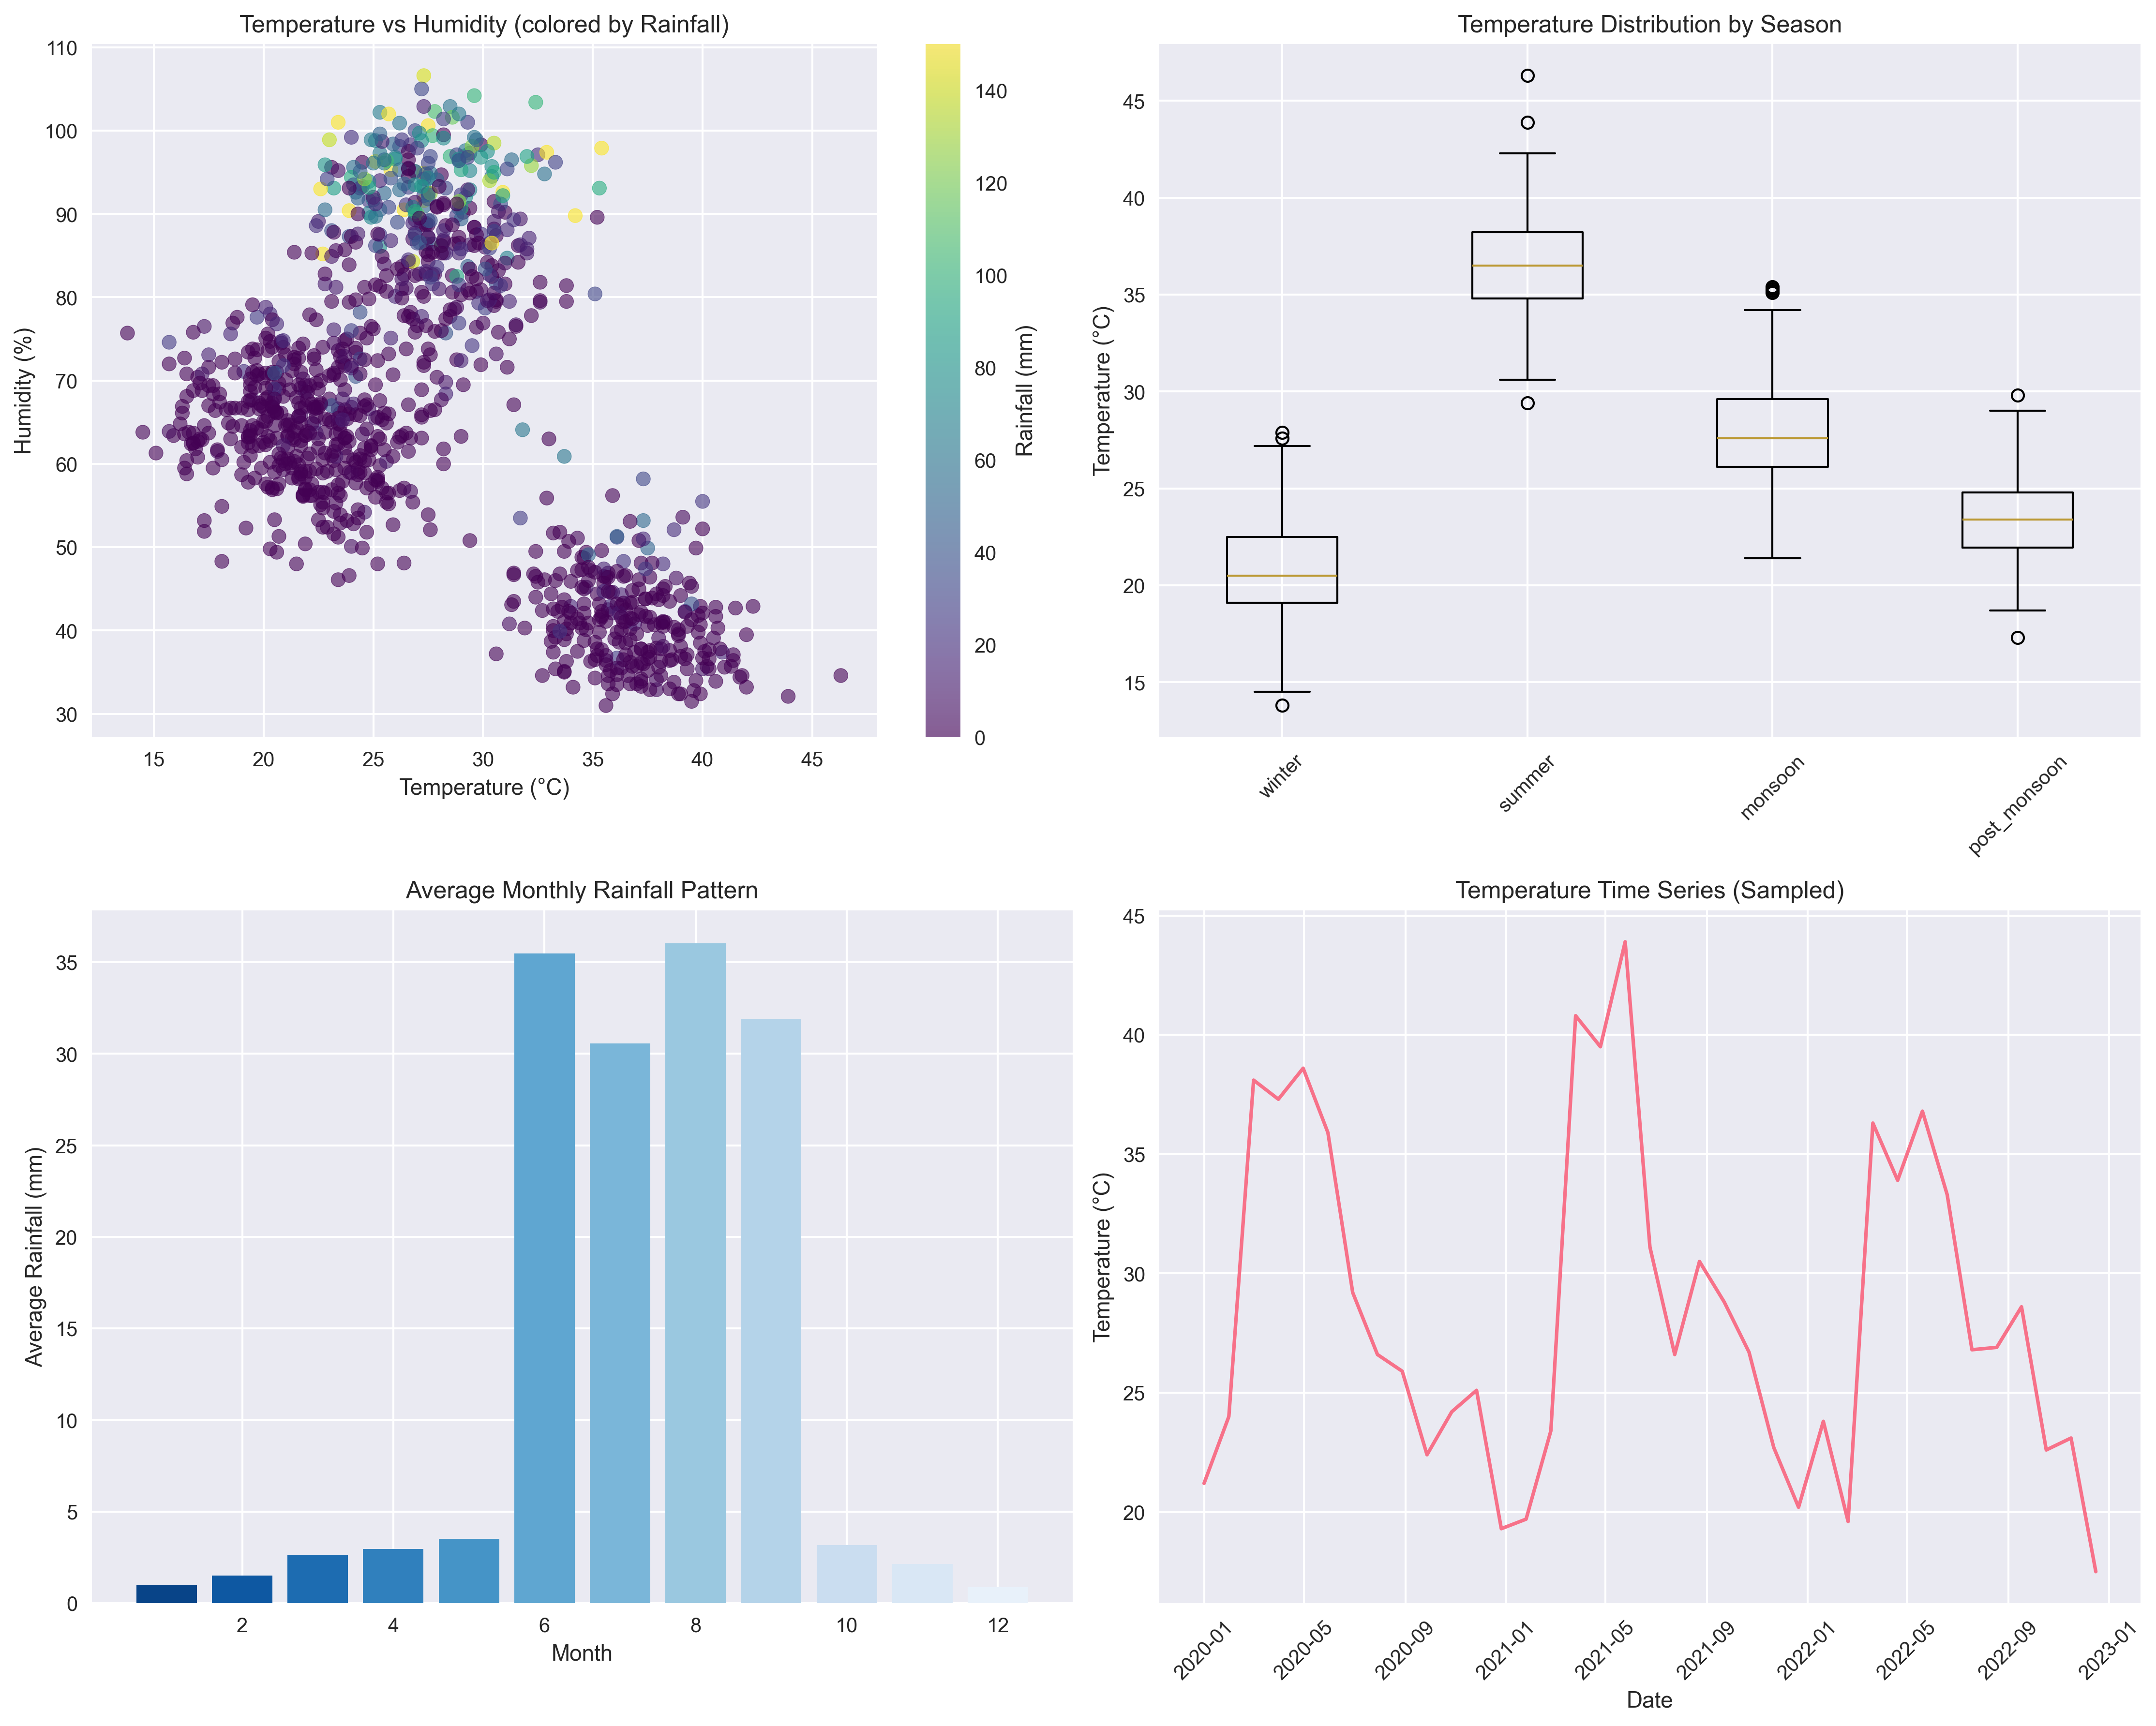 Temperature vs Humidity (colored by Rainfall)
110
100
90
80
70
60
50
40
30
Humidity (%)
15 20 25 30 35 40 45
Temperature (°C)
140
120
100
80
60
40
20
0
Rainfall (mm)
Temperature Distribution by Season
45
40
35
30
25
20
15
Temperature (°C)
winter summer monsoon post_monsoon
Average Monthly Rainfall Pattern
35
30
25
20
15
10
5
0
Average Rainfall (mm)
2 4 6 8 10 12
Month
Temperature Time Series (Sampled)
45
40
35
30
25
20
Temperature (°C)
2020-01 2020-05 2020-09 2021-01 2021-05 2021-09 2022-01 2022-05 2022-09 2023-01
Date